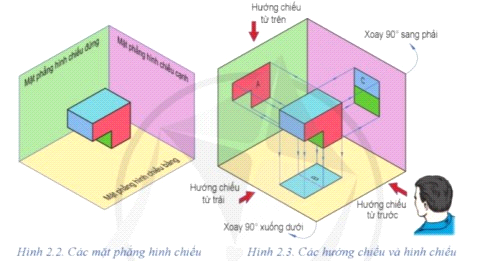 Mặt phẳng hình chiếu đứng
Mặt phẳng hình chiếu cạnh
Mặt phẳng hình chiếu bằng
Hình 2.2. Các mặt phẳng hình chiếu
Hướng chiếu
từ trên
Xoay 90° sang phải
A
C
B
Hướng chiếu
từ trái
Hướng chiếu
từ trước
Xoay 90° xuống dưới
Hình 2.3. Các hướng chiếu và hình chiếu